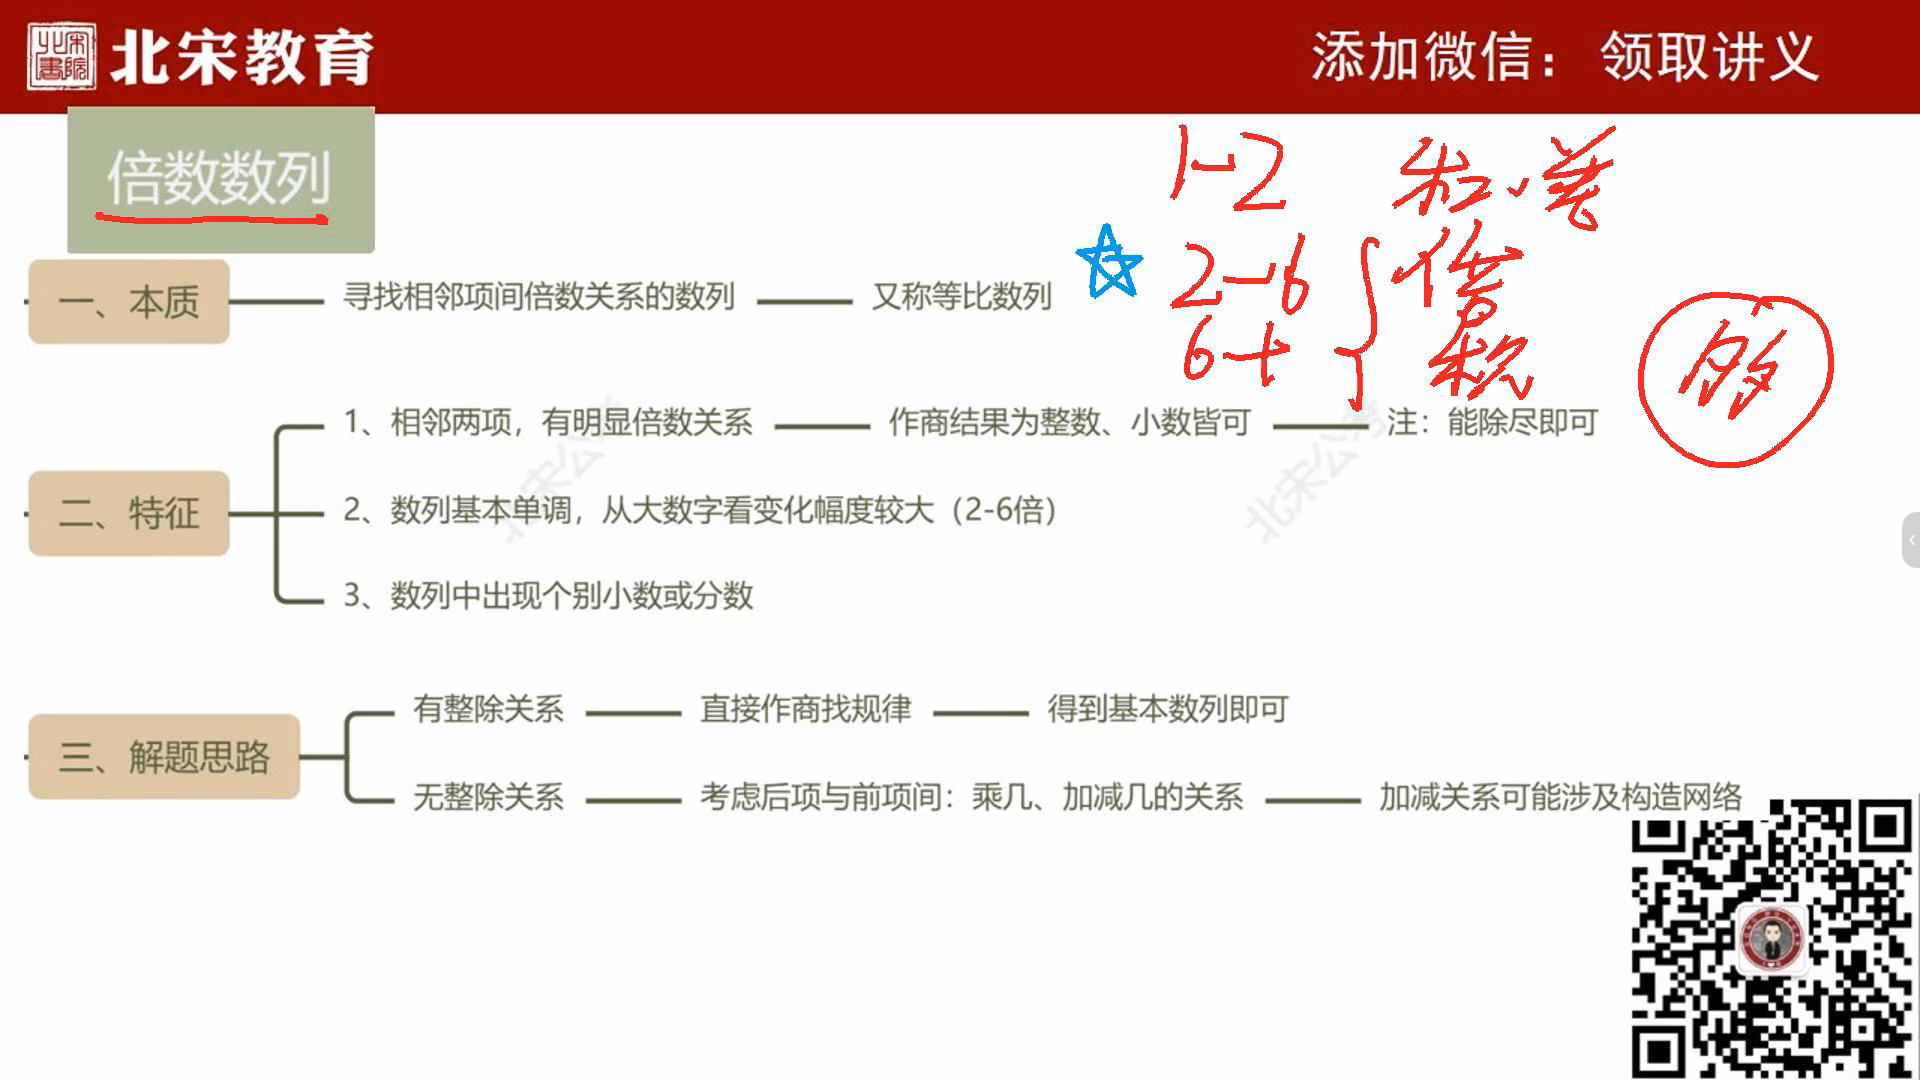 北宋教育
添加微信：领取讲义
倍数数列
1-2 和、差
2-6 倍
6+ 积
多
一、本质
寻找相邻项间倍数关系的数列
又称等比数列
二、特征
1、相邻两项，有明显倍数关系
作商结果为整数、小数皆可
注：能除尽即可
2、数列基本单调，从大数字看变化幅度较大（2-6倍）
3、数列中出现个别小数或分数
三、解题思路
有整除关系
直接作商找规律
得到基本数列即可
无整除关系
考虑后项与前项间：乘几、加减几的关系
加减关系可能涉及构造网络
北宋公考
北宋公考